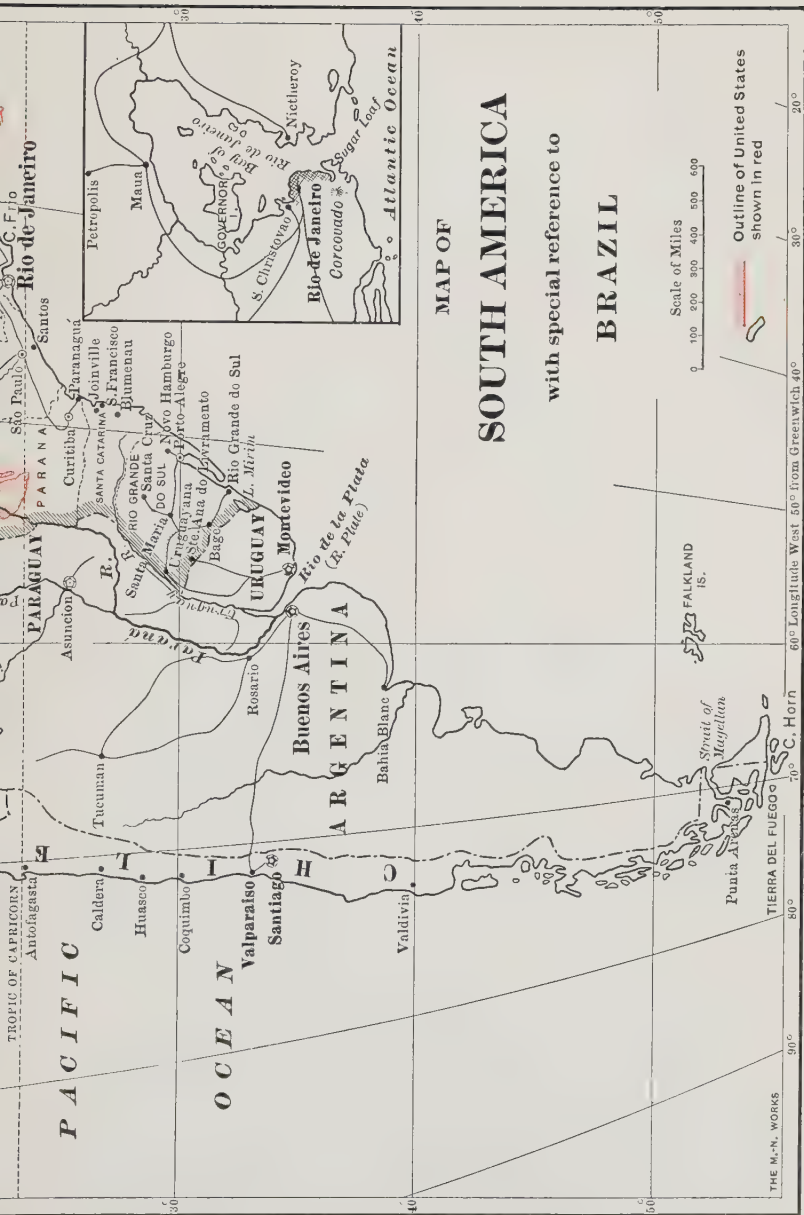 MAP OF
SOUTH AMERICA
with special reference to
BRAZIL
Scale of Miles
0 100 200 300 400 500 600
Outline of United States
shown in red
TROPIC OF CAPRICORN
PACIFIC
OCEAN
Antofagasta
Caldera
Huasco
Coquimbo
Valparaiso
Santiago
Valdivia
CHILE
Tucuman
Rosario
Buenos Aires
ARGENTINA
Bahia Blanc
Punta Arenas
Strait of
Magellan
TIERRA DEL FUEGO
C. Horn
FALKLAND
IS.
PARAGUAY
Asuncion
Pa
R.
Paraná
Uruguay
R.
URUGUAY
Montevideo
Rio de la Plata
(R. Plate)
C. Frio
Rio de Janeiro
São Paulo
Santos
PARANA
Curitiba
Paranaguá
Joinville
S. Francisco
Blumenau
SANTA CATARINA
RIO GRANDE
DO SUL
Santa Cruz
Novo Hamburgo
Porto-Alegre
Santa Maria
Uruguayana
Ste. Ana do Livramento
Bagé
Rio Grande do Sul
L. Mirim
Petropolis
Maua
GOVERNOR
I.
Bay of
Rio de Janeiro
Nictheroy
S. Christovao
Rio de Janeiro
Corcovado
Sugar Loaf
Atlantic Ocean
30°
40
50°
30
40
50
90°
80°
70°
60° Longitude West 50° from Greenwich 40°
30°
20°
THE M.-N. WORKS